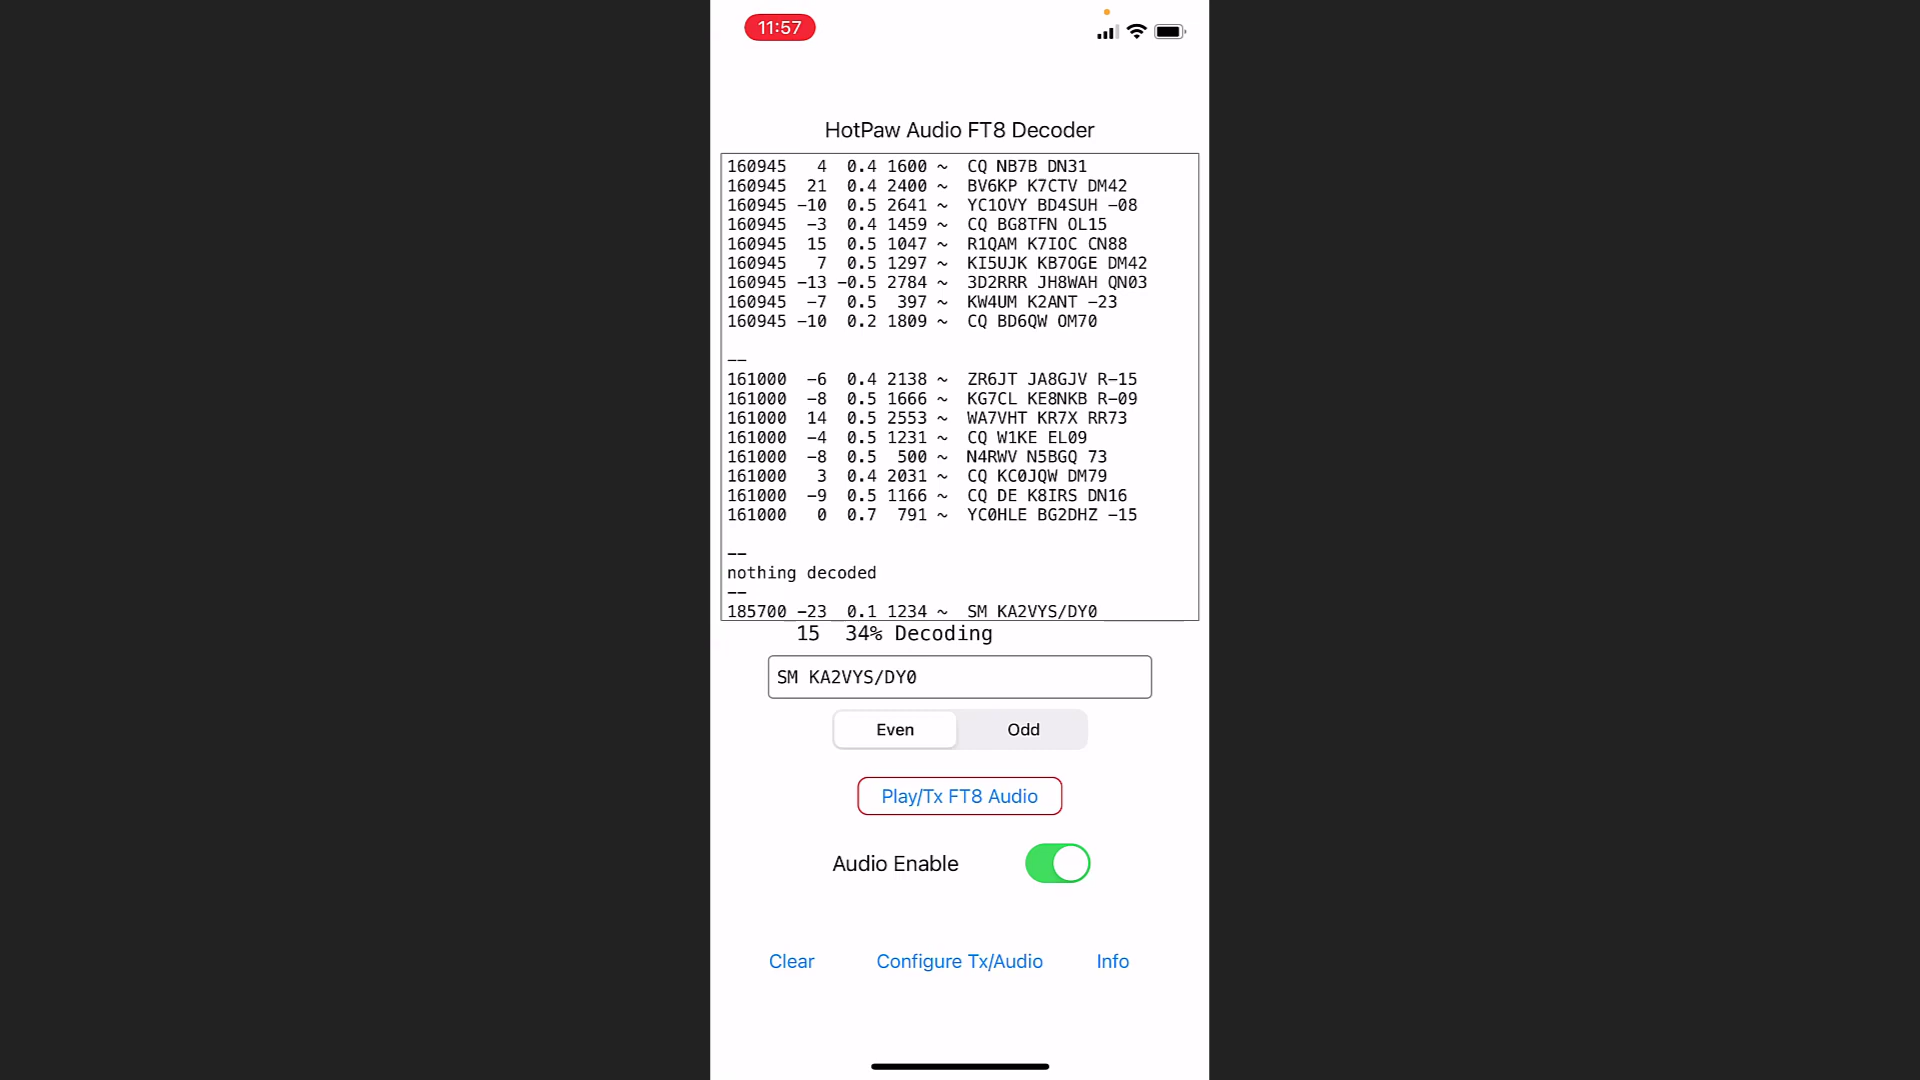 11:57
HotPaw Audio FT8 Decoder
160945   4  0.4 1600 ~  CQ NB7B DN31
160945  21  0.4 2400 ~  BV6KP K7CTV DM42
160945 -10  0.5 2641 ~  YC1OVY BD4SUH -08
160945  -3  0.4 1459 ~  CQ BG8TFN OL15
160945  15  0.5 1047 ~  R1QAM K7IOC CN88
160945   7  0.5 1297 ~  KI5UJK KB7OGE DM42
160945 -13 -0.5 2784 ~  3D2RRR JH8WAH QN03
160945  -7  0.5  397 ~  KW4UM K2ANT -23
160945 -10  0.2 1809 ~  CQ BD6QW OM70
--
161000  -6  0.4 2138 ~  ZR6JT JA8GJV R-15
161000  -8  0.5 1666 ~  KG7CL KE8NKB R-09
161000  14  0.5 2553 ~  WA7VHT KR7X RR73
161000  -4  0.5 1231 ~  CQ W1KE EL09
161000  -8  0.5  500 ~  N4RWV N5BGQ 73
161000   3  0.4 2031 ~  CQ KC0JQW DM79
161000  -9  0.5 1166 ~  CQ DE K8IRS DN16
161000   0  0.7  791 ~  YC0HLE BG2DHZ -15
--
nothing decoded
--
185700 -23  0.1 1234 ~  SM KA2VYS/DY0
15  34% Decoding
SM KA2VYS/DY0
Even Odd
Play/Tx FT8 Audio
Audio Enable
Clear Configure Tx/Audio Info